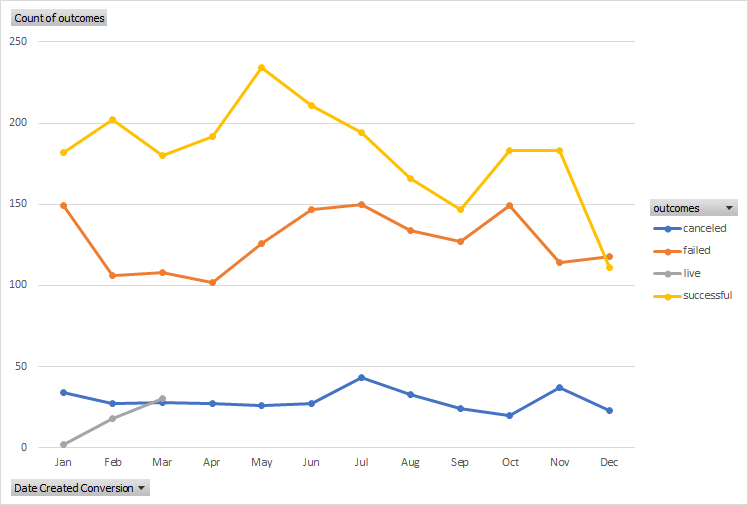 Count of outcomes
250
200
150
100
50
0
Jan Feb Mar Apr May Jun Jul Aug Sep Oct Nov Dec
outcomes
canceled
failed
live
successful
Date Created Conversion